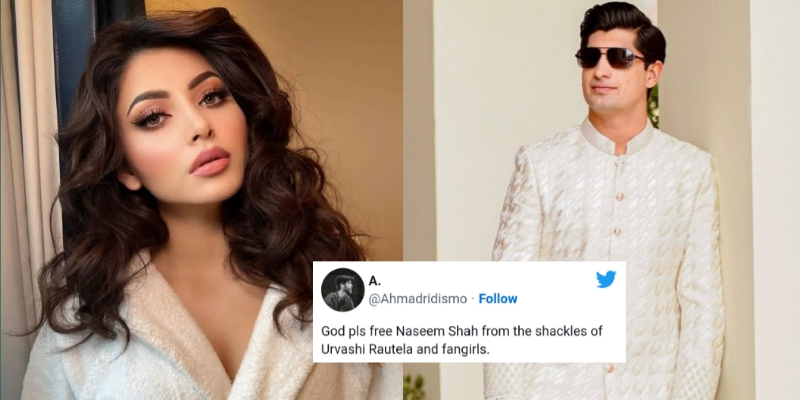 A.
@Ahmadridismo · Follow
God pls free Naseem Shah from the shackles of
Urvashi Rautela and fangirls.